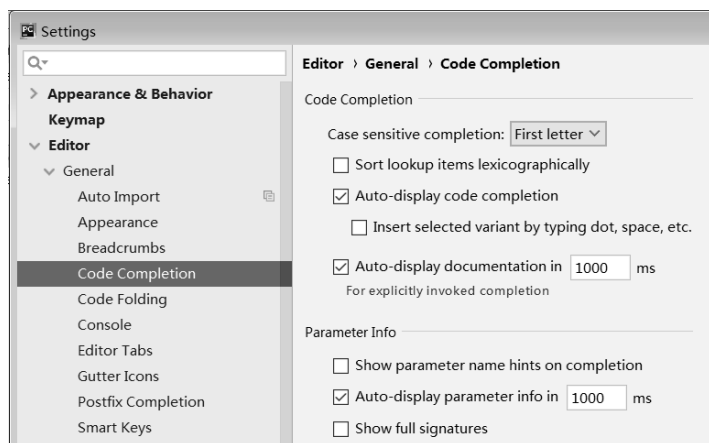 PC Settings
Appearance & Behavior
Keymap
Editor
General
Auto Import
Appearance
Breadcrumbs
Code Completion
Code Folding
Console
Editor Tabs
Gutter Icons
Postfix Completion
Smart Keys
Editor › General › Code Completion
Code Completion
Case sensitive completion: First letter
Sort lookup items lexicographically
Auto-display code completion
Insert selected variant by typing dot, space, etc.
Auto-display documentation in 1000 ms
For explicitly invoked completion
Parameter Info
Show parameter name hints on completion
Auto-display parameter info in 1000 ms
Show full signatures